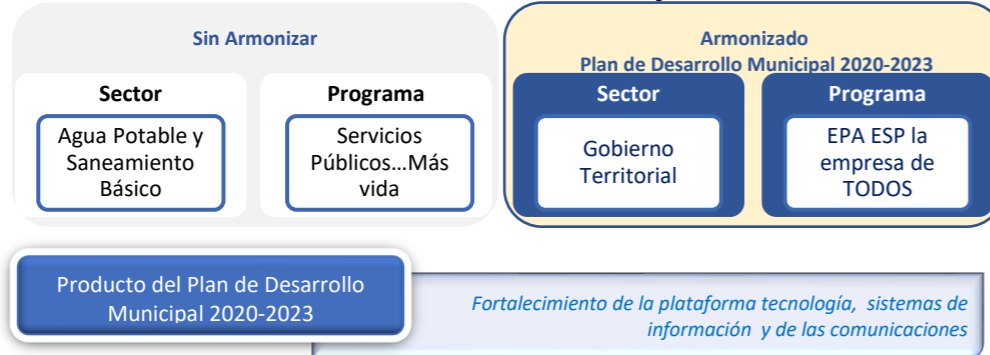 Sin Armonizar
Sector
Agua Potable y
Saneamiento
Básico
Programa
Servicios
Públicos...Más
vida
Armonizado
Plan de Desarrollo Municipal 2020-2023
Sector
Gobierno
Territorial
Programa
EPA ESP la
empresa de
TODOS
Producto del Plan de Desarrollo
Municipal 2020-2023
Fortalecimiento de la plataforma tecnología, sistemas de
información y de las comunicaciones